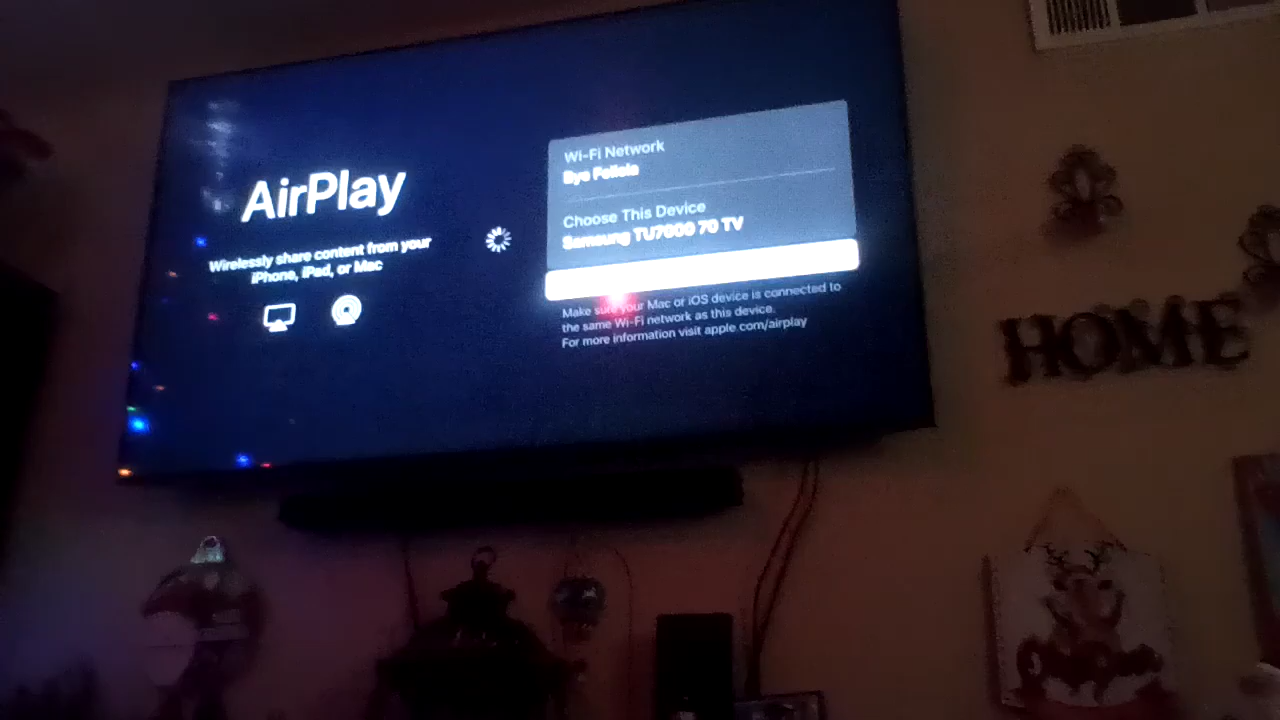 AirPlay
Wirelessly share content from your
iPhone, iPad, or Mac
Wi-Fi Network
Bye Felicia
Choose This Device
Samsung TU7000 70 TV
Make sure your Mac or iOS device is connected to
the same Wi-Fi network as this device.
For more information visit apple.com/airplay
HOME